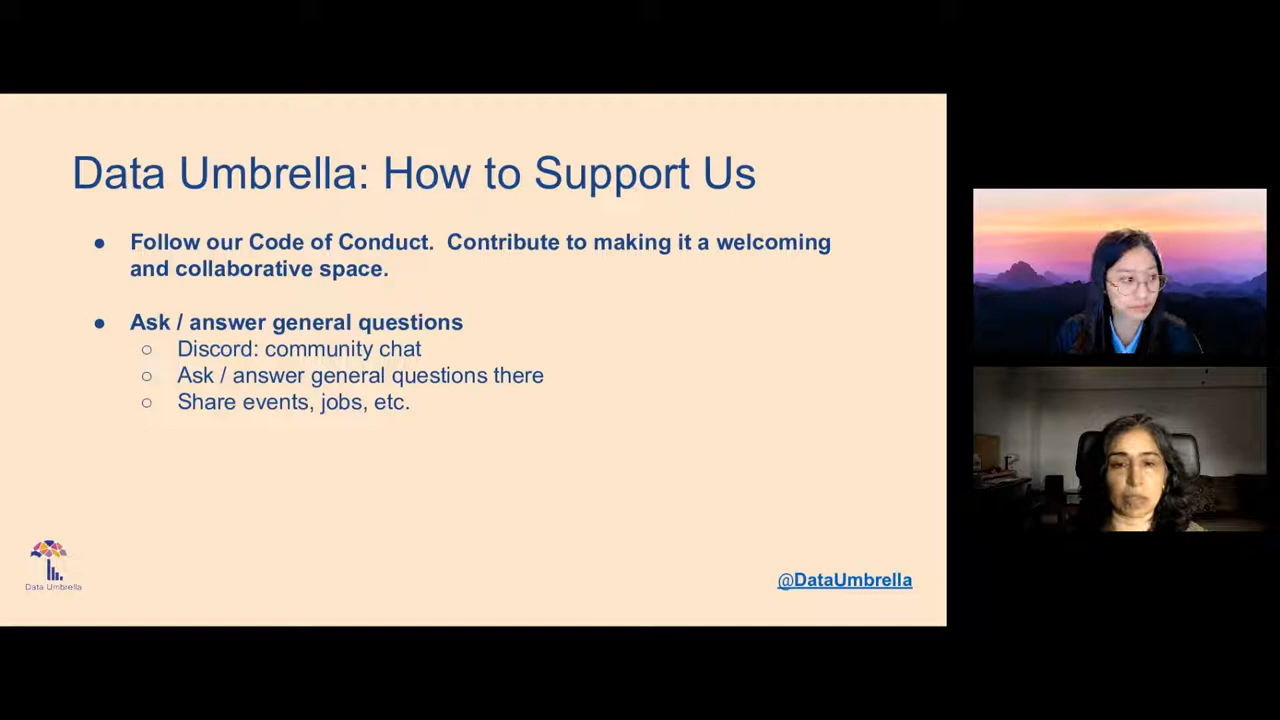 Data Umbrella: How to Support Us
● Follow our Code of Conduct.  Contribute to making it a welcoming
and collaborative space.
● Ask / answer general questions
○ Discord: community chat
○ Ask / answer general questions there
○ Share events, jobs, etc.
Data Umbrella
@DataUmbrella